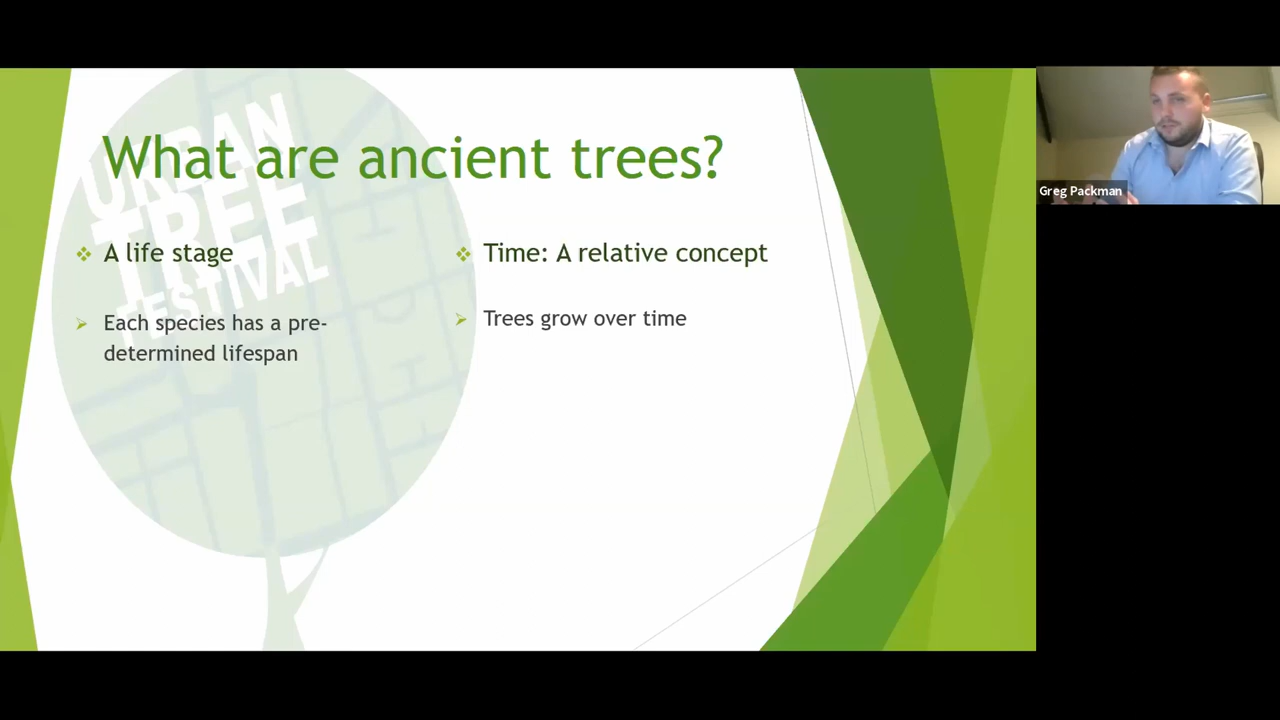 URBAN
TREE
FESTIVAL
What are ancient trees?
A life stage
Each species has a pre-
determined lifespan
Time: A relative concept
Trees grow over time
Greg Packman